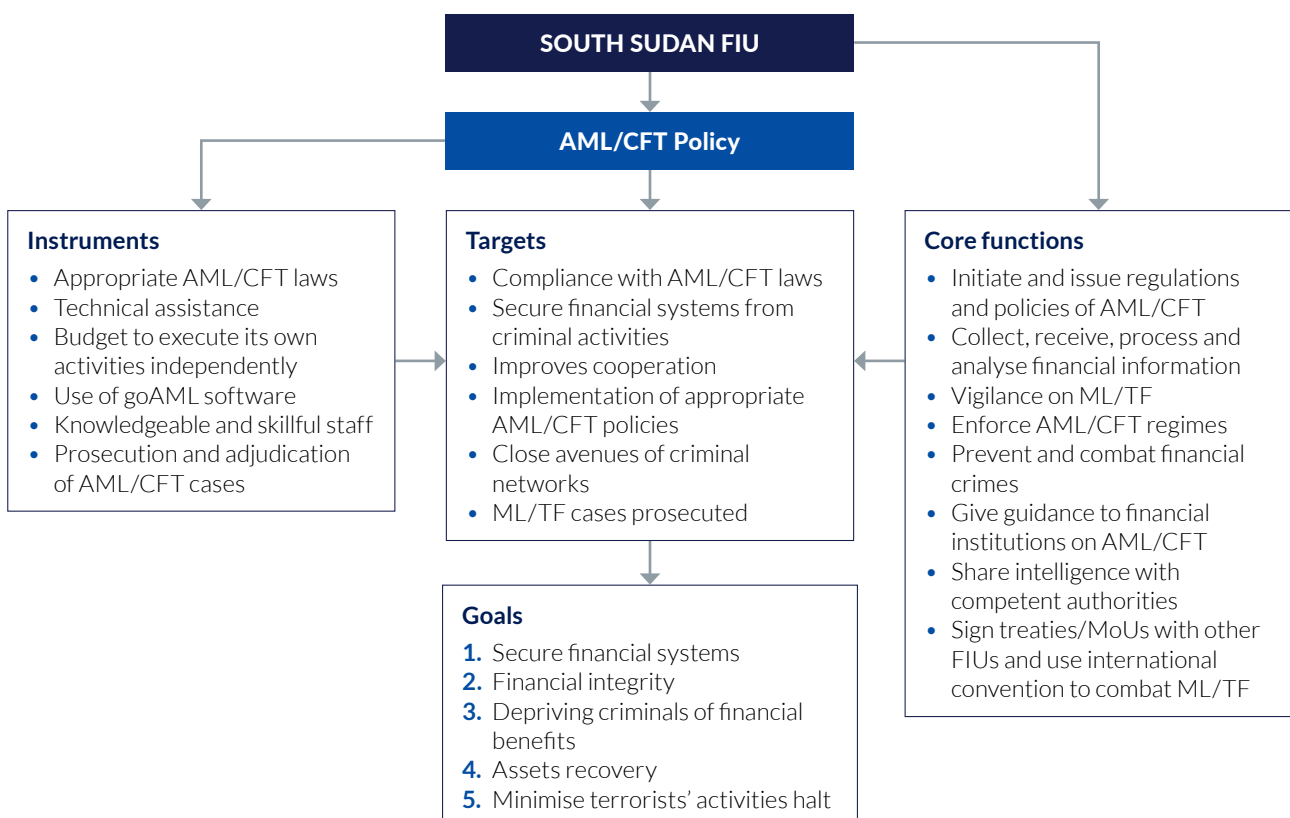 SOUTH SUDAN FIU
AML/CFT Policy
Instruments
• Appropriate AML/CFT laws
• Technical assistance
• Budget to execute its own
activities independently
• Use of goAML software
• Knowledgeable and skillful staff
• Prosecution and adjudication
of AML/CFT cases
Targets
• Compliance with AML/CFT laws
• Secure financial systems from
criminal activities
• Improves cooperation
• Implementation of appropriate
AML/CFT policies
• Close avenues of criminal
networks
• ML/TF cases prosecuted
Core functions
• Initiate and issue regulations
and policies of AML/CFT
• Collect, receive, process and
analyse financial information
• Vigilance on ML/TF
• Enforce AML/CFT regimes
• Prevent and combat financial
crimes
• Give guidance to financial
institutions on AML/CFT
• Share intelligence with
competent authorities
• Sign treaties/MoUs with other
FIUs and use international
convention to combat ML/TF
Goals
1. Secure financial systems
2. Financial integrity
3. Depriving criminals of financial
benefits
4. Assets recovery
5. Minimise terrorists' activities halt